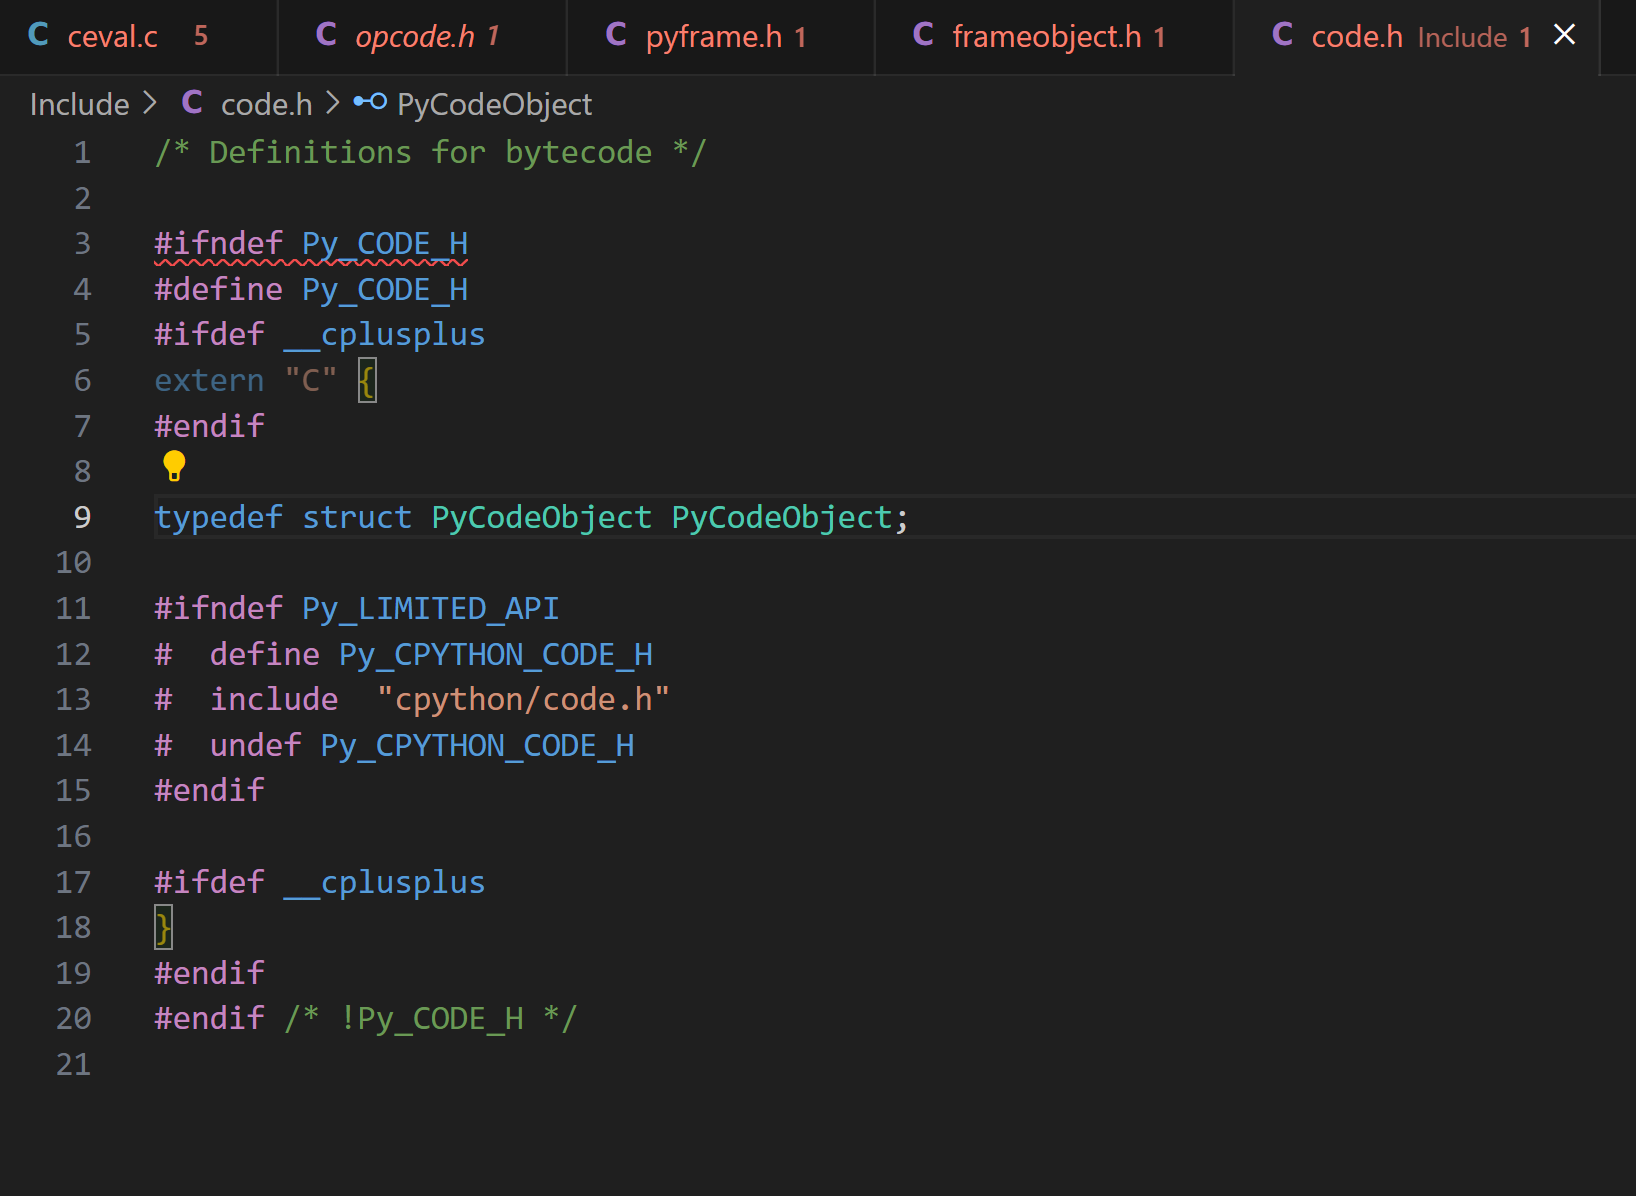 C ceval.c 5 C opcode.h 1 C pyframe.h 1 C frameobject.h 1 C code.h Include 1
Include > C code.h > PyCodeObject
1 /* Definitions for bytecode */
2
3 #ifndef Py_CODE_H
4 #define Py_CODE_H
5 #ifdef __cplusplus
6 extern "C" {
7 #endif
8
9 typedef struct PyCodeObject PyCodeObject;
10
11 #ifndef Py_LIMITED_API
12 #  define Py_CPYTHON_CODE_H
13 #  include  "cpython/code.h"
14 #  undef Py_CPYTHON_CODE_H
15 #endif
16
17 #ifdef __cplusplus
18 }
19 #endif
20 #endif /* !Py_CODE_H */
21